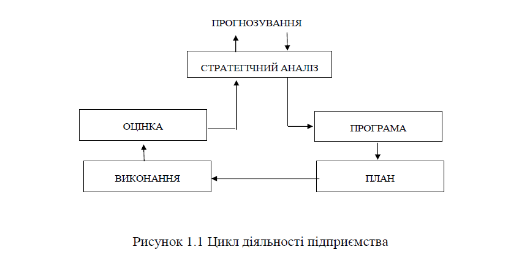 ПРОГНОЗУВАННЯ
СТРАТЕГІЧНИЙ АНАЛІЗ
ОЦІНКА
ПРОГРАМА
ВИКОНАННЯ
ПЛАН
Рисунок 1.1 Цикл діяльності підприємства